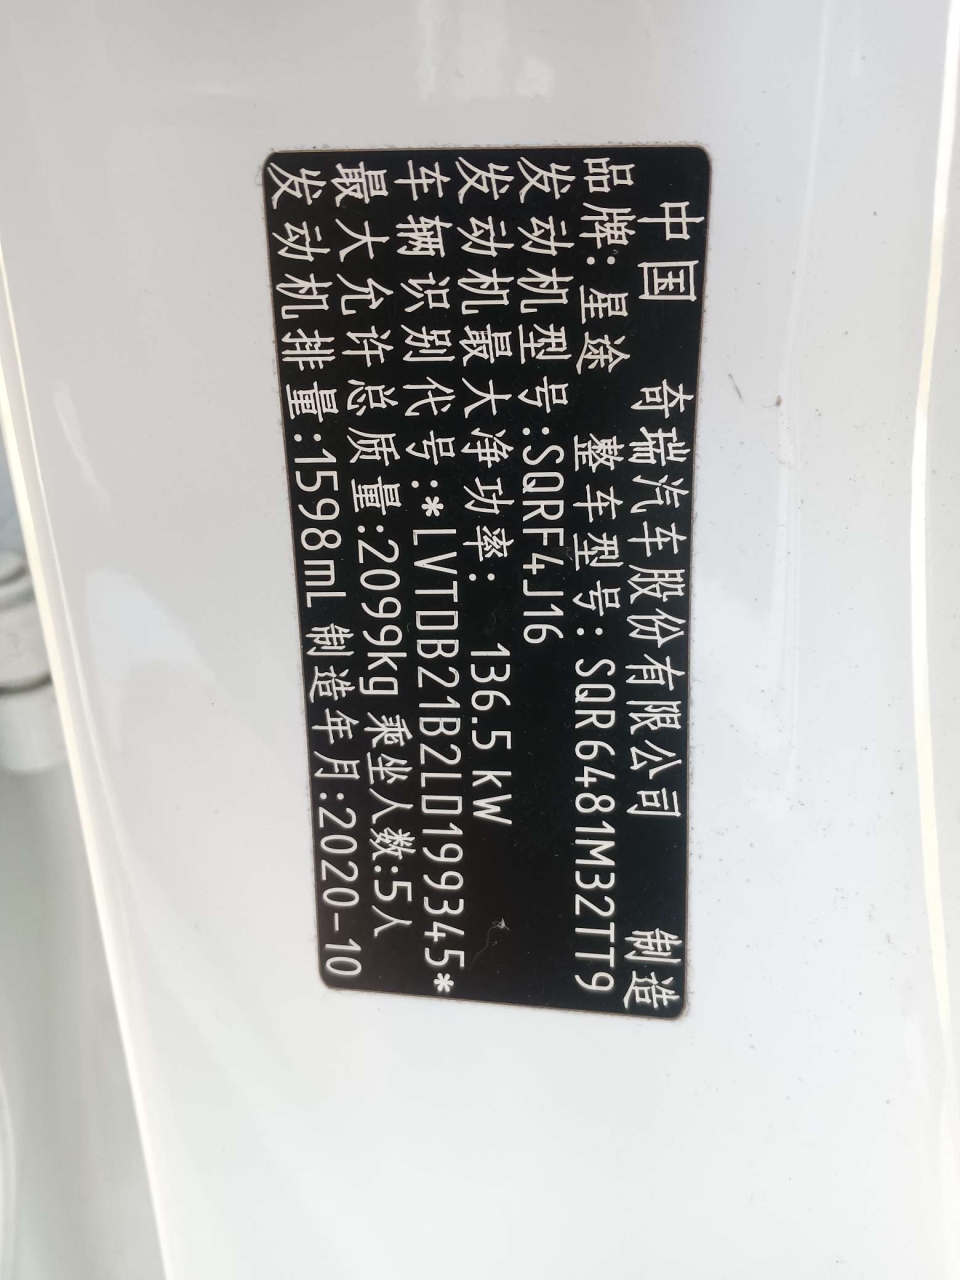 中国 奇瑞汽车股份有限公司 制造
品牌:星途 整车型号:SQR6481M32TT9
发动机型号:SQRF4J16
发动机最大净功率: 136.5 kW
车辆识别代号:*LVTDB21B2LD199345*
最大允许总质量:2099kg 乘坐人数:5人
发动机排量:1598mL 制造年月:2020-10